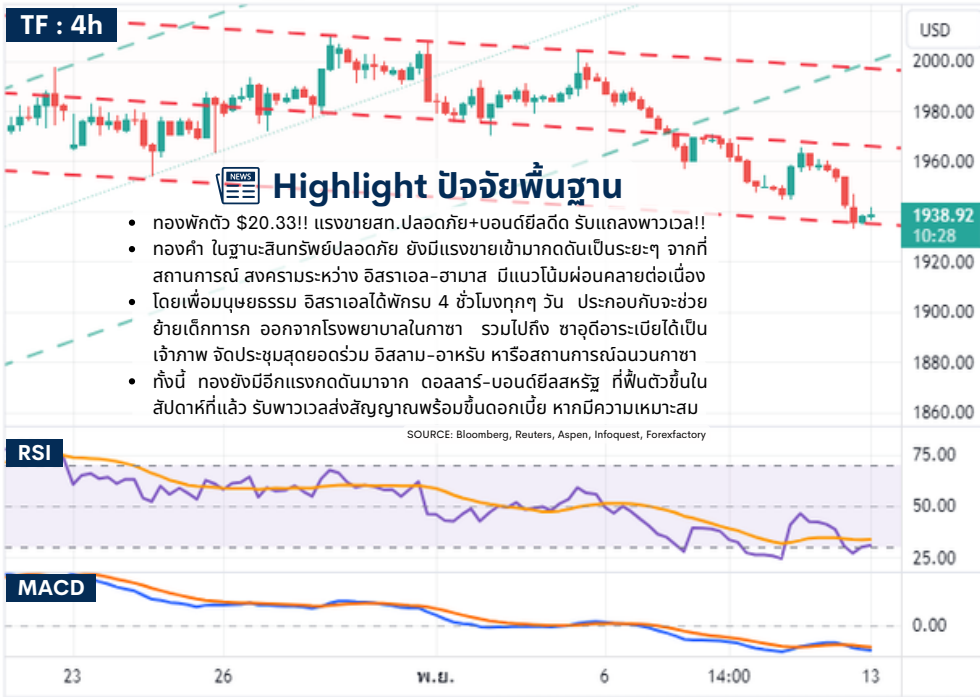 TF : 4h
USD
2000.00
1980.00
1960.00
1938.92
10:28
1920.00
1900.00
1880.00
1860.00
NEWS
Highlight ปัจจัยพื้นฐาน
• ทองพักตัว $20.33!! แรงขายสท.ปลอดภัย+บอนด์ยีลดีด รับแถลงพาวเวล!!
• ทองคำ ในฐานะสินทรัพย์ปลอดภัย ยังมีแรงขายเข้ามากดดันเป็นระยะๆ จากที่
สถานการณ์ สงครามระหว่าง อิสราเอล-ฮามาส มีแนวโน้มผ่อนคลายต่อเนื่อง
• โดยเพื่อมนุษยธรรม อิสราเอลได้พักรบ 4 ชั่วโมงทุกๆ วัน ประกอบกับจะช่วย
ย้ายเด็กทารก ออกจากโรงพยาบาลในกาซา รวมไปถึง ซาอุดีอาระเบียได้เป็น
เจ้าภาพ จัดประชุมสุดยอดร่วม อิสลาม-อาหรับ หารือสถานการณ์ฉนวนกาซา
• ทั้งนี้ ทองยังมีอีกแรงกดดันมาจาก ดอลลาร์-บอนด์ยีลสหรัฐ ที่ฟื้นตัวขึ้นใน
สัปดาห์ที่แล้ว รับพาวเวลส่งสัญญาณพร้อมขึ้นดอกเบี้ย หากมีความเหมาะสม
SOURCE: Bloomberg, Reuters, Aspen, Infoquest, Forexfactory
RSI
75.00
50.00
25.00
MACD
0.00
23
26
พ.ย.
6
14:00
13